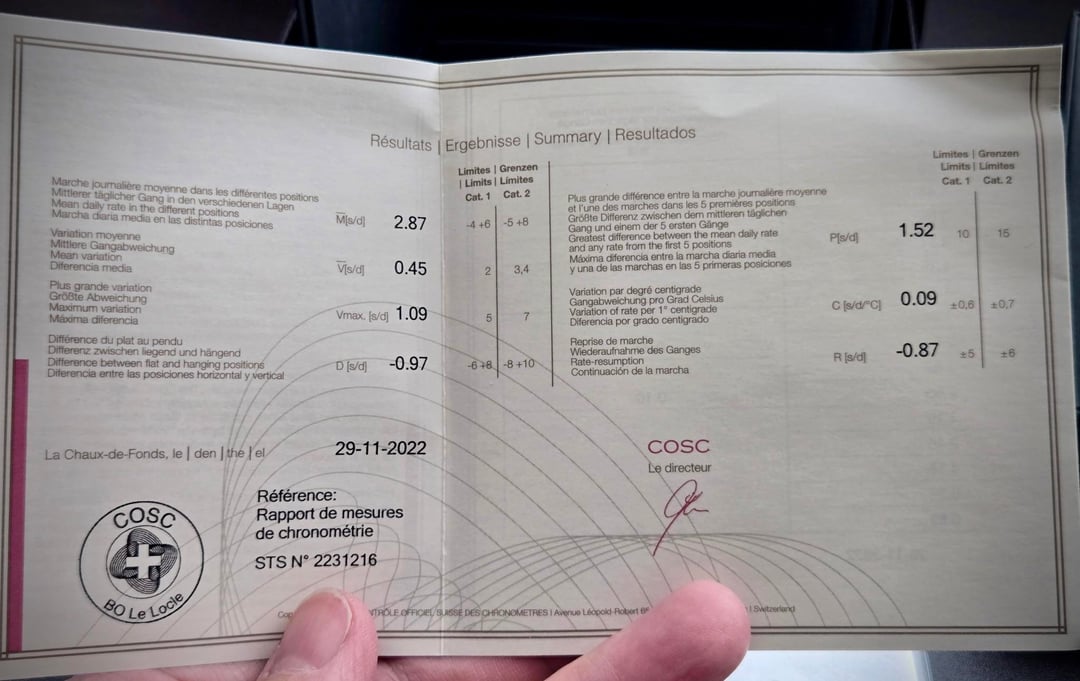 Résultats | Ergebnisse | Summary | Resultados
Limites | Grenzen
| Limits | Límites
Cat. 1 Cat. 2
Marche journalière moyenne dans les différentes positions
Mittlerer täglicher Gang in den verschiedenen Lagen
Mean daily rate in the different positions
Marcha diaria media en las distintas posiciones
M[s/d] 2.87 -4 +6 -5 +8
Variation moyenne
Mittlere Gangabweichung
Mean variation
Diferencia media
V[s/d] 0.45 2 3,4
Plus grande variation
Größte Abweichung
Maximum variation
Máxima diferencia
Vmax. [s/d] 1.09 5 7
Différence du plat au pendu
Differenz zwischen liegend und hängend
Difference between flat and hanging positions
Diferencia entre las posiciones horizontal y vertical
D [s/d] -0.97 -6 +8 -8 +10
La Chaux-de-Fonds, le | den | the | el 29-11-2022
COSC
BO Le Locle
Référence:
Rapport de mesures
de chronométrie
STS N° 2231216
Limites | Grenzen
Limits | Límites
Cat. 1 Cat. 2
Plus grande différence entre la marche journalière moyenne
et l'une des marches dans les 5 premières positions
Größte Differenz zwischen dem mittleren täglichen
Gang und einem der 5 ersten Gänge
Greatest difference between the mean daily rate
and any rate from the first 5 positions
Máxima diferencia entre la marcha diaria media
y una de las marchas en las 5 primeras posiciones
P[s/d] 1.52 10 15
Variation par degré centigrade
Gangabweichung pro Grad Celsius
Variation of rate per 1° centigrade
Diferencia por grado centigrado
C [s/d/°C] 0.09 ±0,6 ±0,7
Reprise de marche
Wiederaufnahme des Ganges
Rate-resumption
Continuación de la marcha
R [s/d] -0.87 ±5 ±6
COSC
Le directeur
OFFICIEL SUISSE DES CHRONOMETRES | Avenue Léopold-Robert | Switzerland